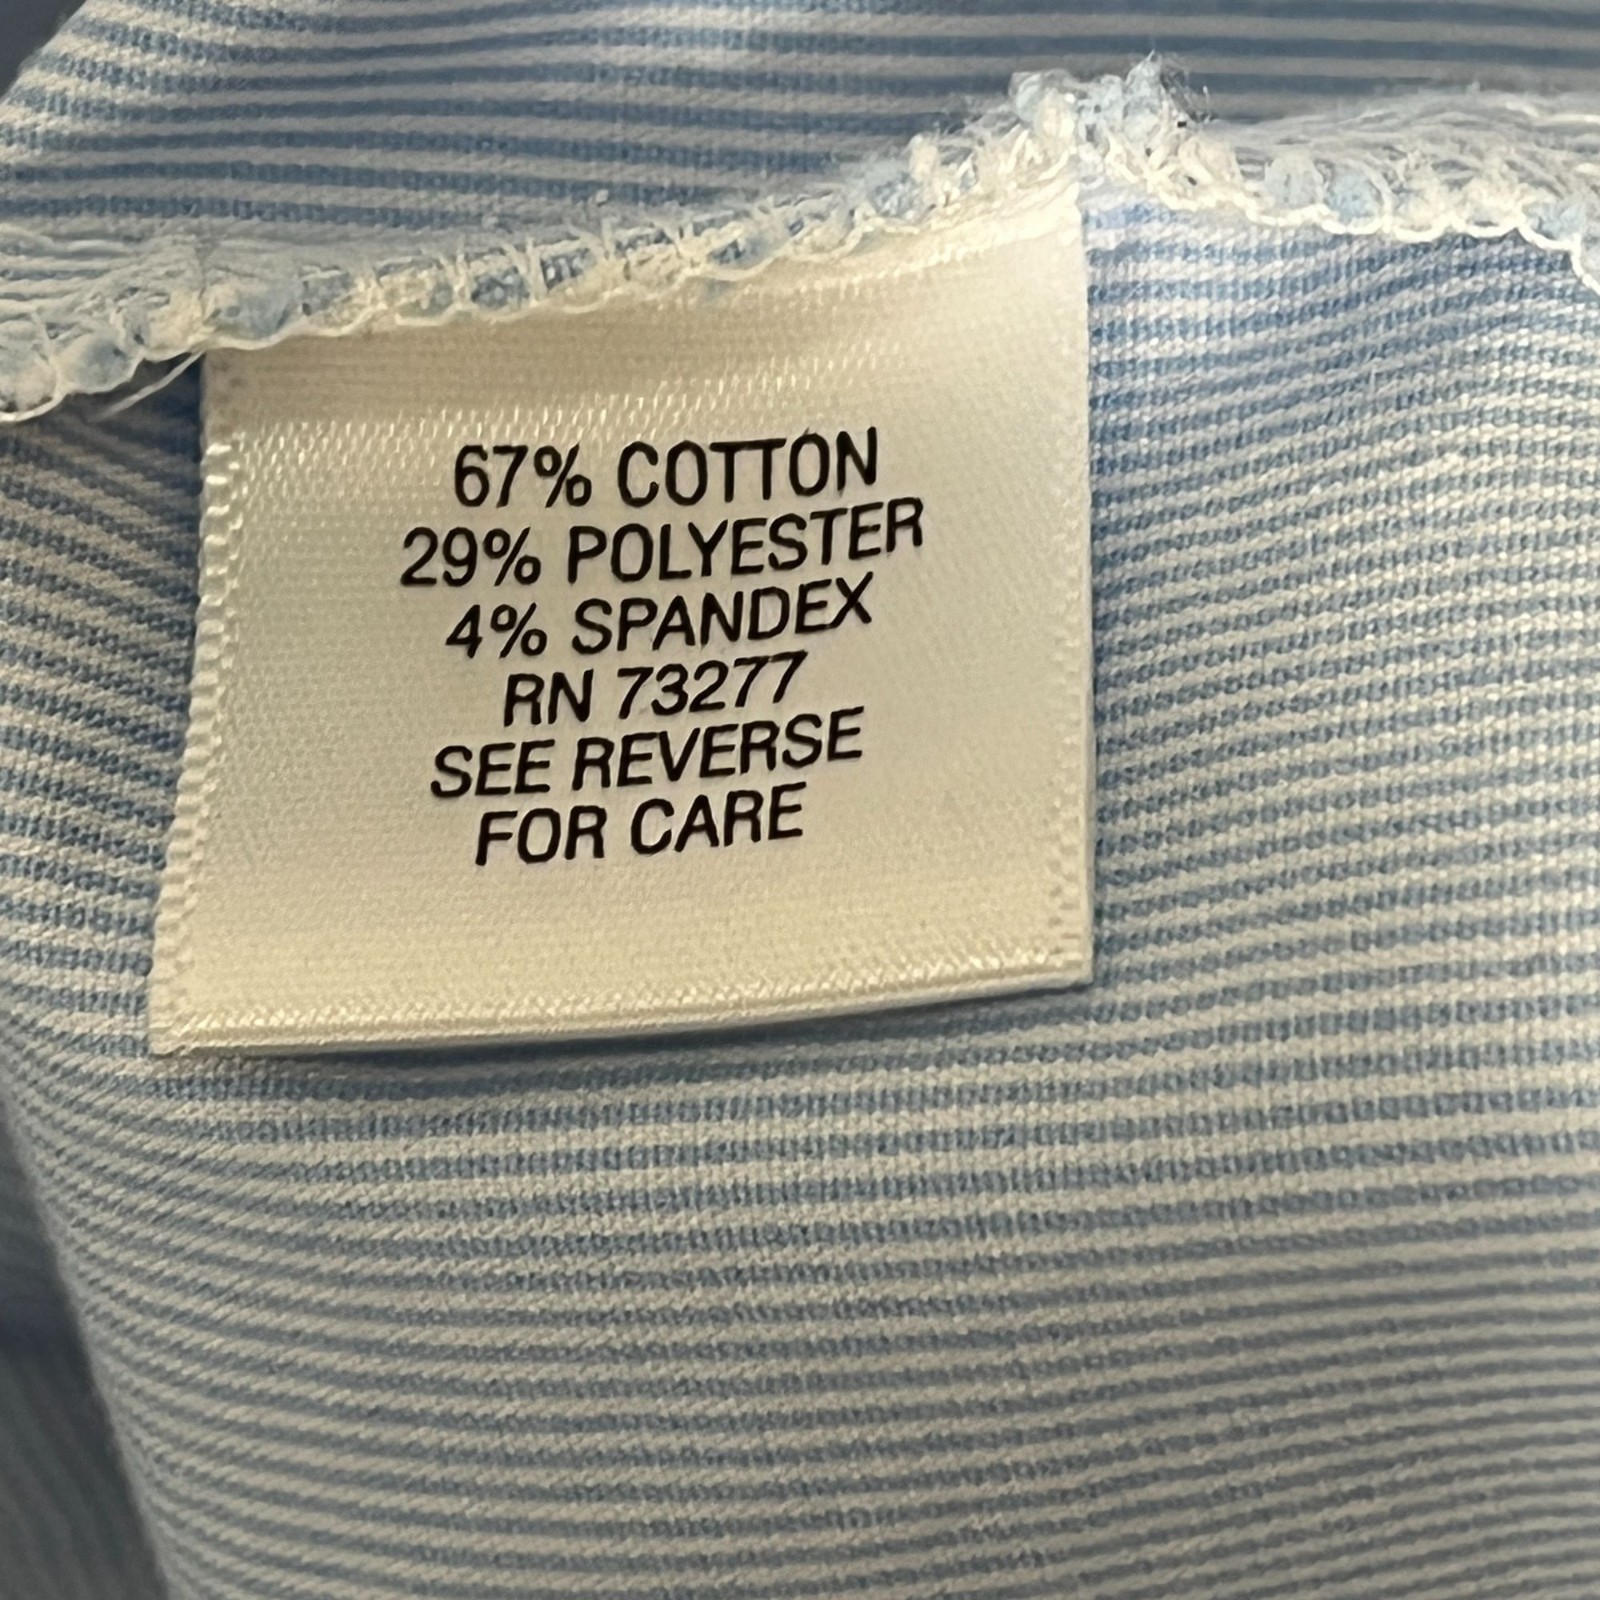 67% COTTON
29% POLYESTER
4% SPANDEX
RN 73277
SEE REVERSE
FOR CARE